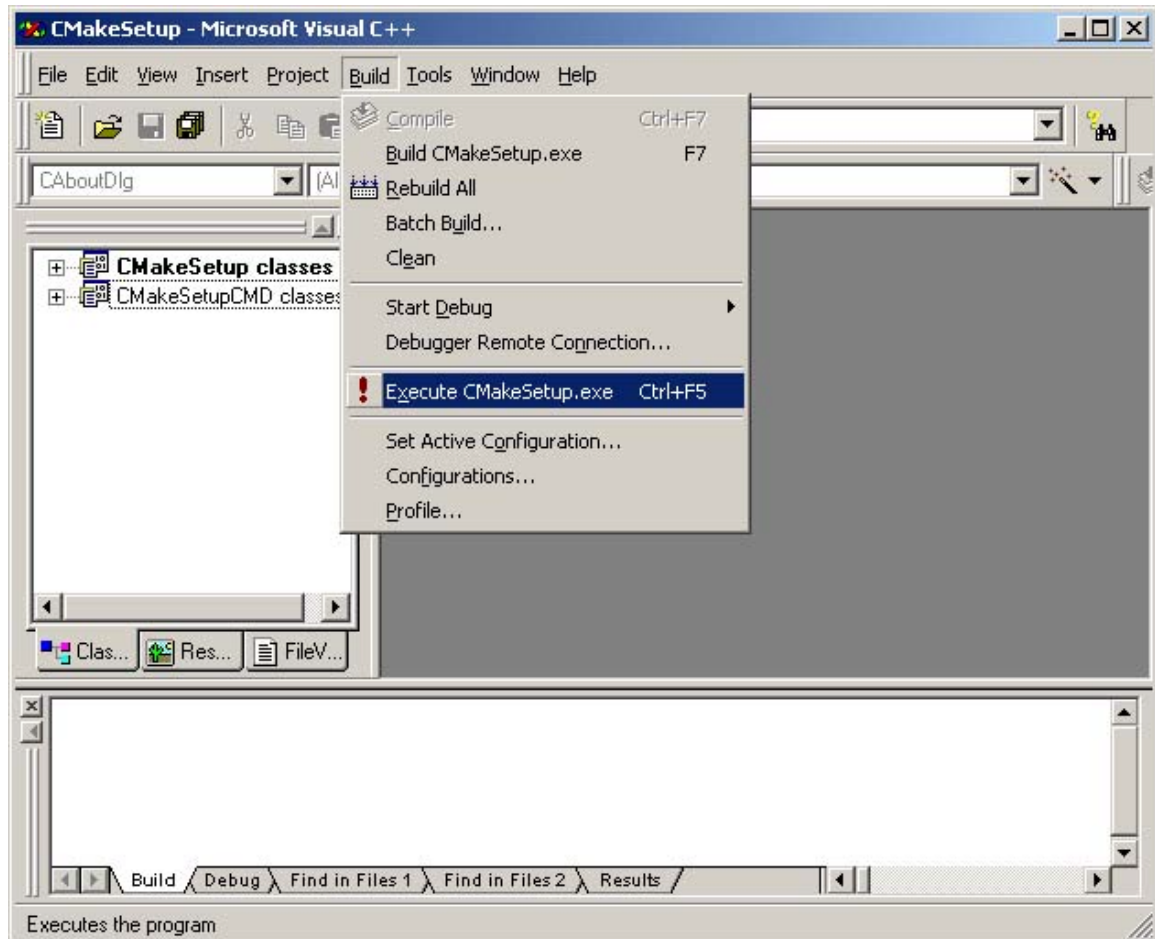 CMakeSetup - Microsoft Visual C++
File Edit View Insert Project Build Tools Window Help
Compile Ctrl+F7
Build CMakeSetup.exe F7
CAboutDlg
Rebuild All
Batch Build...
Clean
CMakeSetup classes
CMakeSetupCMD classes
Start Debug
Debugger Remote Connection...
Execute CMakeSetup.exe Ctrl+F5
Set Active Configuration...
Configurations...
Profile...
Clas... Res... FileV...
Build Debug Find in Files 1 Find in Files 2 Results
Executes the program